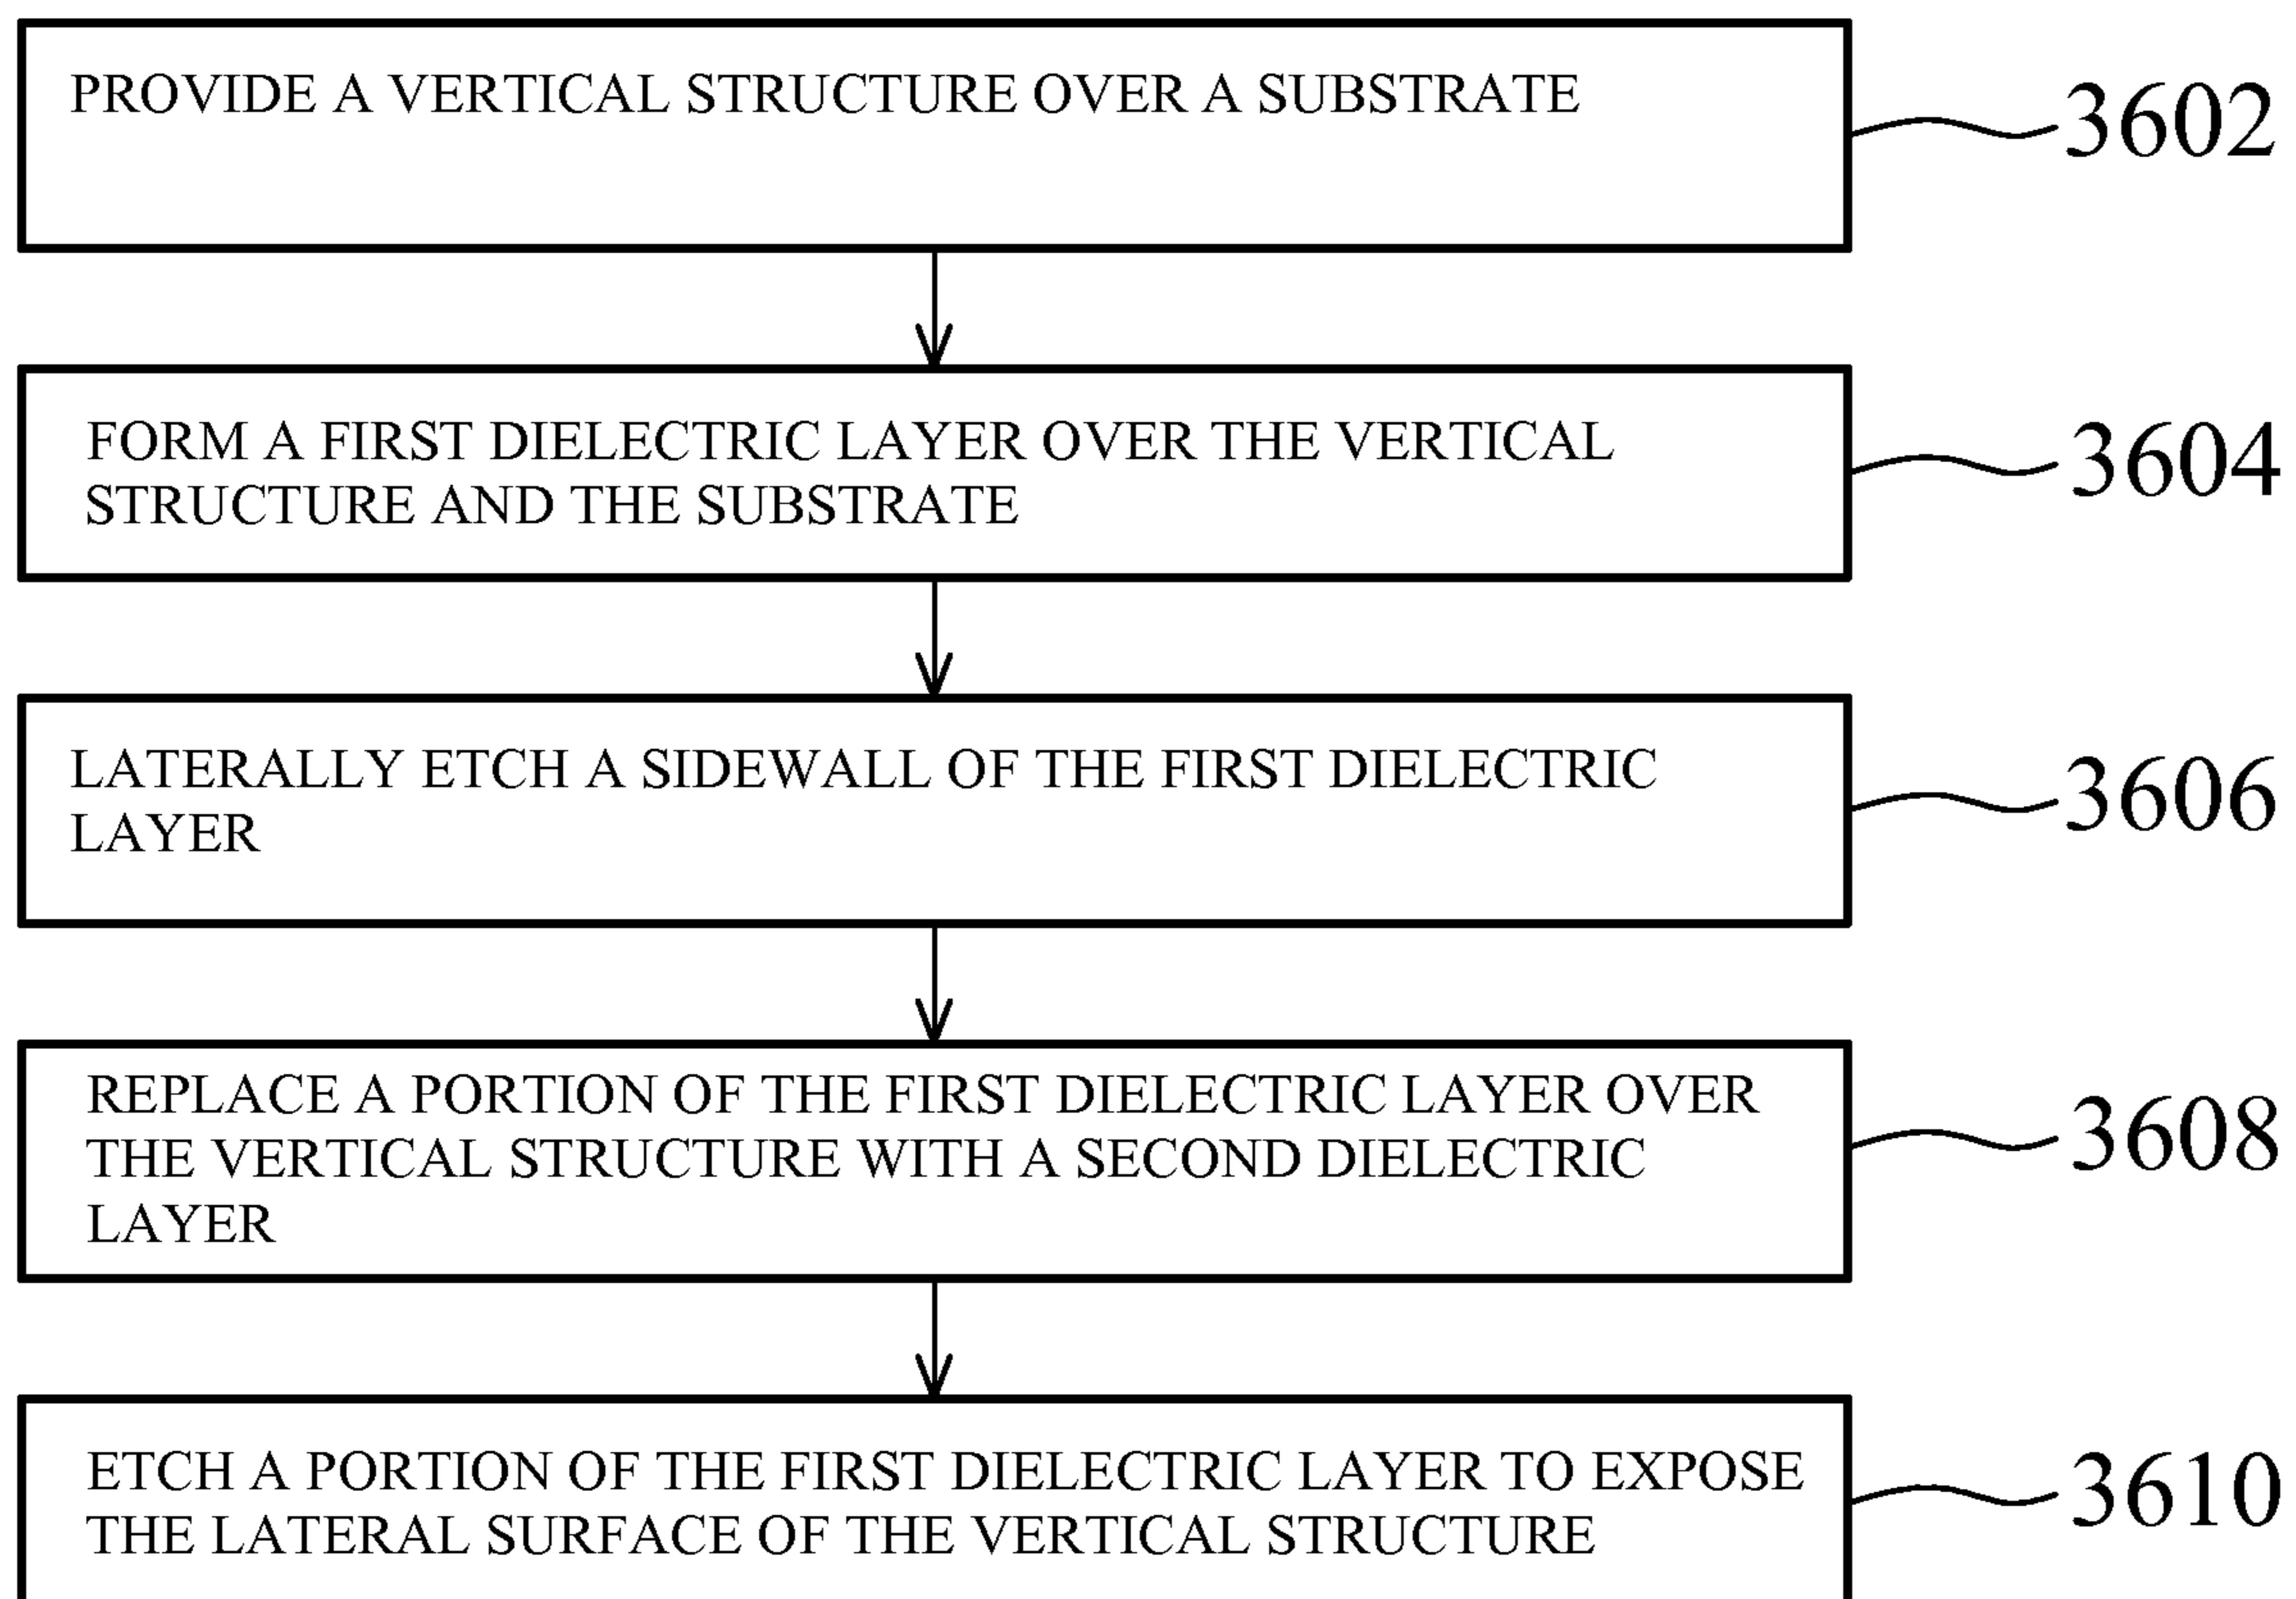 PROVIDE A VERTICAL STRUCTURE OVER A SUBSTRATE
3602
FORM A FIRST DIELECTRIC LAYER OVER THE VERTICAL
STRUCTURE AND THE SUBSTRATE
3604
LATERALLY ETCH A SIDEWALL OF THE FIRST DIELECTRIC
LAYER
3606
REPLACE A PORTION OF THE FIRST DIELECTRIC LAYER OVER
THE VERTICAL STRUCTURE WITH A SECOND DIELECTRIC
LAYER
3608
ETCH A PORTION OF THE FIRST DIELECTRIC LAYER TO EXPOSE
THE LATERAL SURFACE OF THE VERTICAL STRUCTURE
3610